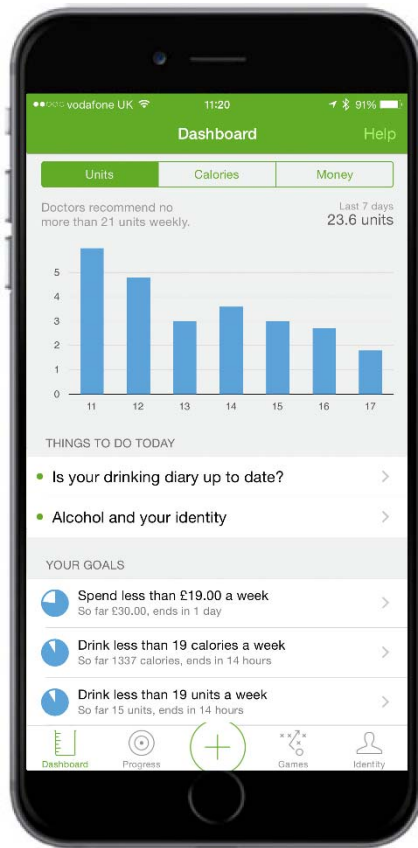 vodafone UK 11:20 91%
Dashboard Help
Units Calories Money
Doctors recommend no
more than 21 units weekly.
Last 7 days
23.6 units
5
4
3
2
1
0
11 12 13 14 15 16 17
THINGS TO DO TODAY
Is your drinking diary up to date?
Alcohol and your identity
YOUR GOALS
Spend less than £19.00 a week
So far £30.00, ends in 1 day
Drink less than 19 calories a week
So far 1337 calories, ends in 14 hours
Drink less than 19 units a week
So far 15 units, ends in 14 hours
Dashboard Progress Games Identity